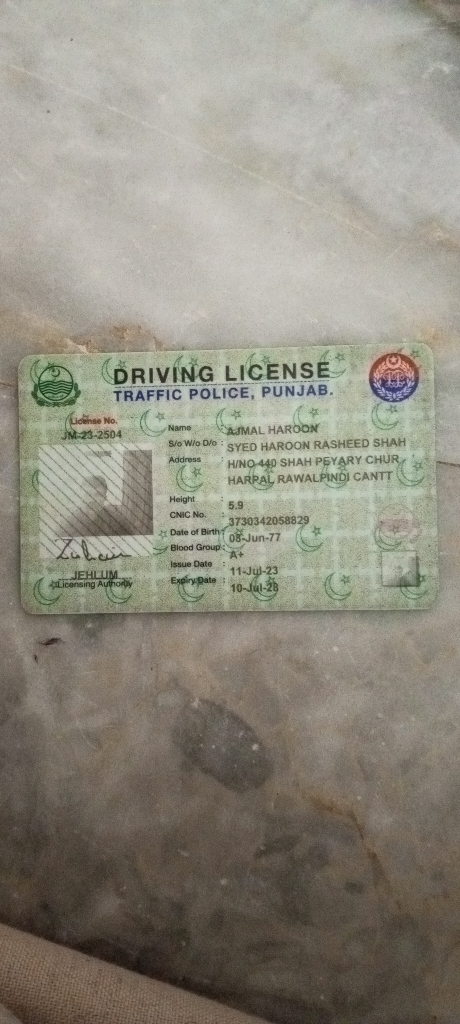 DRIVING LICENSE
TRAFFIC POLICE, PUNJAB.
License No.
JM-23-2504
Name : AJMAL HAROON
S/o W/o D/o : SYED HAROON RASHEED SHAH
Address : H/NO 440 SHAH PEYARY CHUR
HARPAL RAWALPINDI CANTT
Height : 5.9
CNIC No. : 3730342058829
Date of Birth : 08-Jun-77
Blood Group : A+
Issue Date : 11-Jul-23
Expiry Date : 10-Jul-28
JEHLUM
Licensing Authority